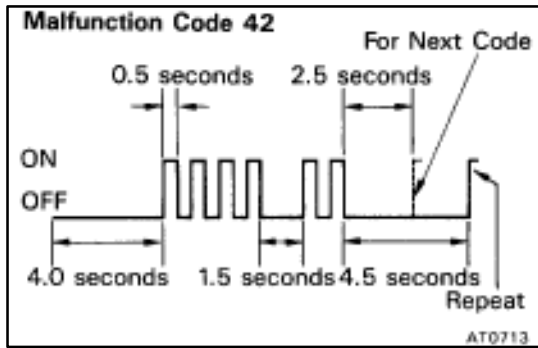 Malfunction Code 42
For Next Code
0.5 seconds
2.5 seconds
ON
OFF
4.0 seconds
1.5 seconds
4.5 seconds
Repeat
AT0713